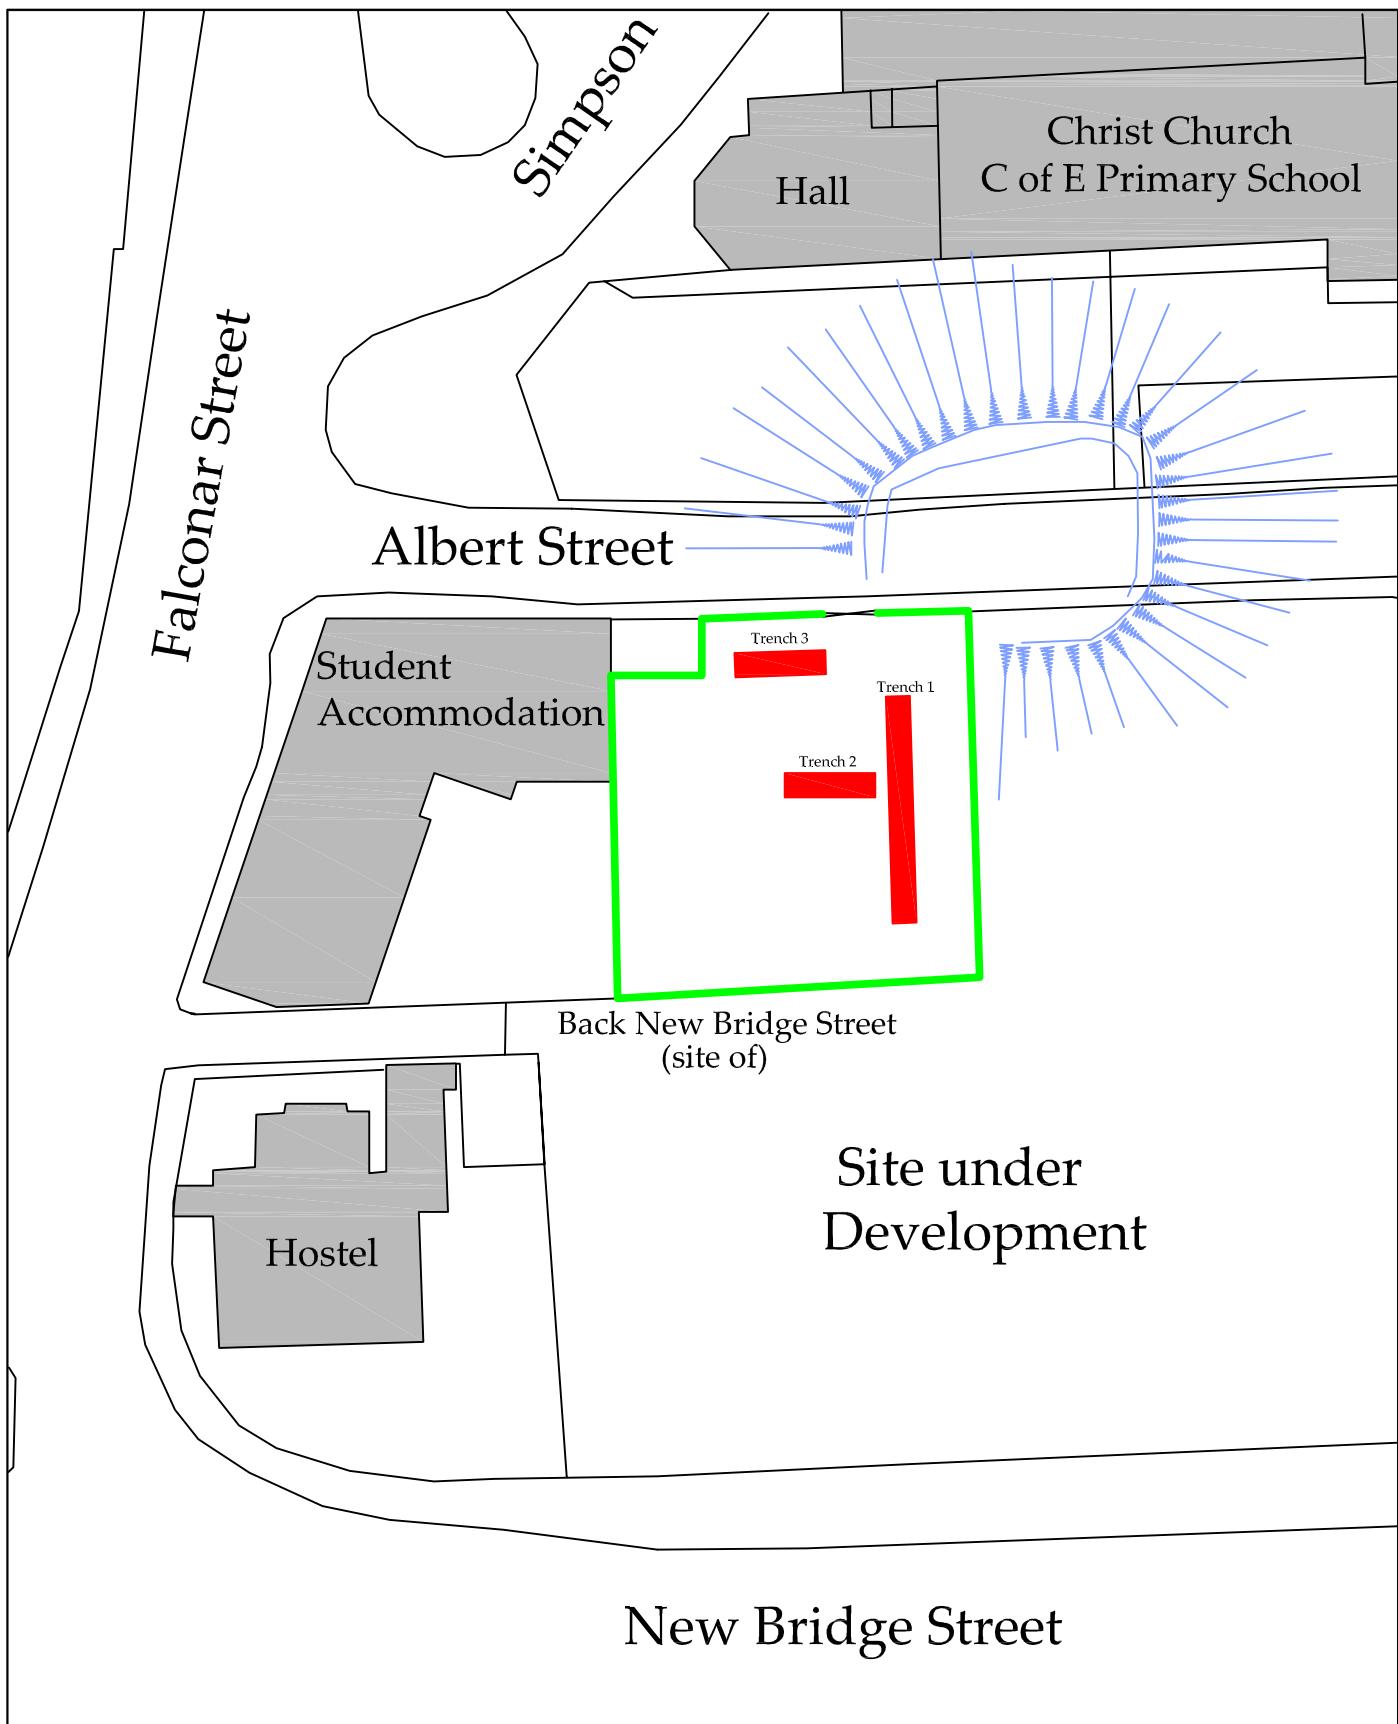 Simpson
Christ Church
C of E Primary School
Hall
Falconar Street
Albert Street
Trench 3
Student
Accommodation
Trench 1
Trench 2
Back New Bridge Street
(site of)
Site under
Development
Hostel
New Bridge Street